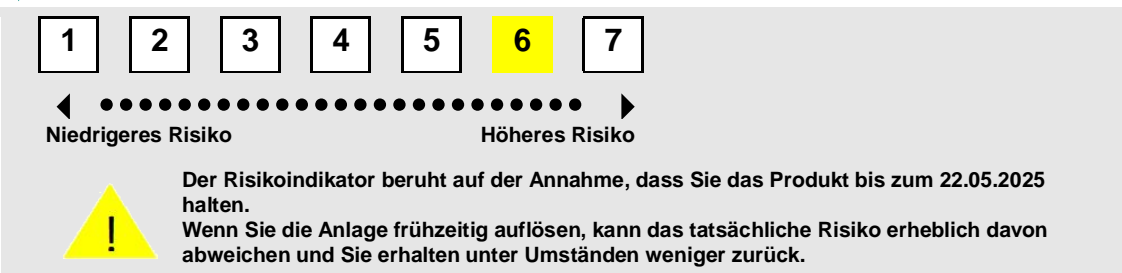 1 2 3 4 5 6 7
Niedrigeres Risiko Höheres Risiko
Der Risikoindikator beruht auf der Annahme, dass Sie das Produkt bis zum 22.05.2025
halten.
Wenn Sie die Anlage frühzeitig auflösen, kann das tatsächliche Risiko erheblich davon
abweichen und Sie erhalten unter Umständen weniger zurück.
!